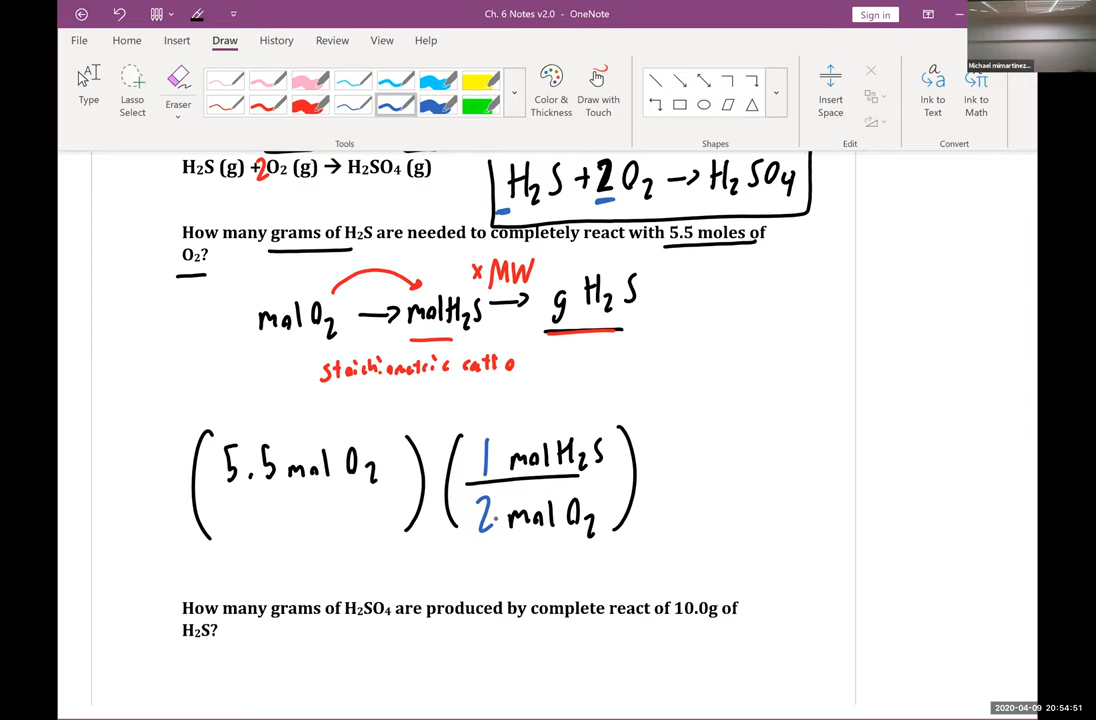 Ch. 6 Notes v2.0 - OneNote
Sign in
File Home Insert Draw History Review View Help
Michael mimartinez...
Type
Lasso Select
Eraser
Color & Thickness
Draw with Touch
Insert Space
Ink to Text
Ink to Math
Tools
Shapes
Edit
Convert
H2S (g) +2O₂ (g) → H2SO4 (g)
H₂S + 2O₂ → H₂SO₄
How many grams of H₂S are needed to completely react with 5.5 moles of
O₂?
x MW
mol O₂ → mol H₂S → g H₂S
stoichiometric ratio
(5.5 mol O₂) (1 mol H₂S
2 mol O₂)
How many grams of H₂SO₄ are produced by complete react of 10.0g of
H₂S?
2020-04-09 20:54:51